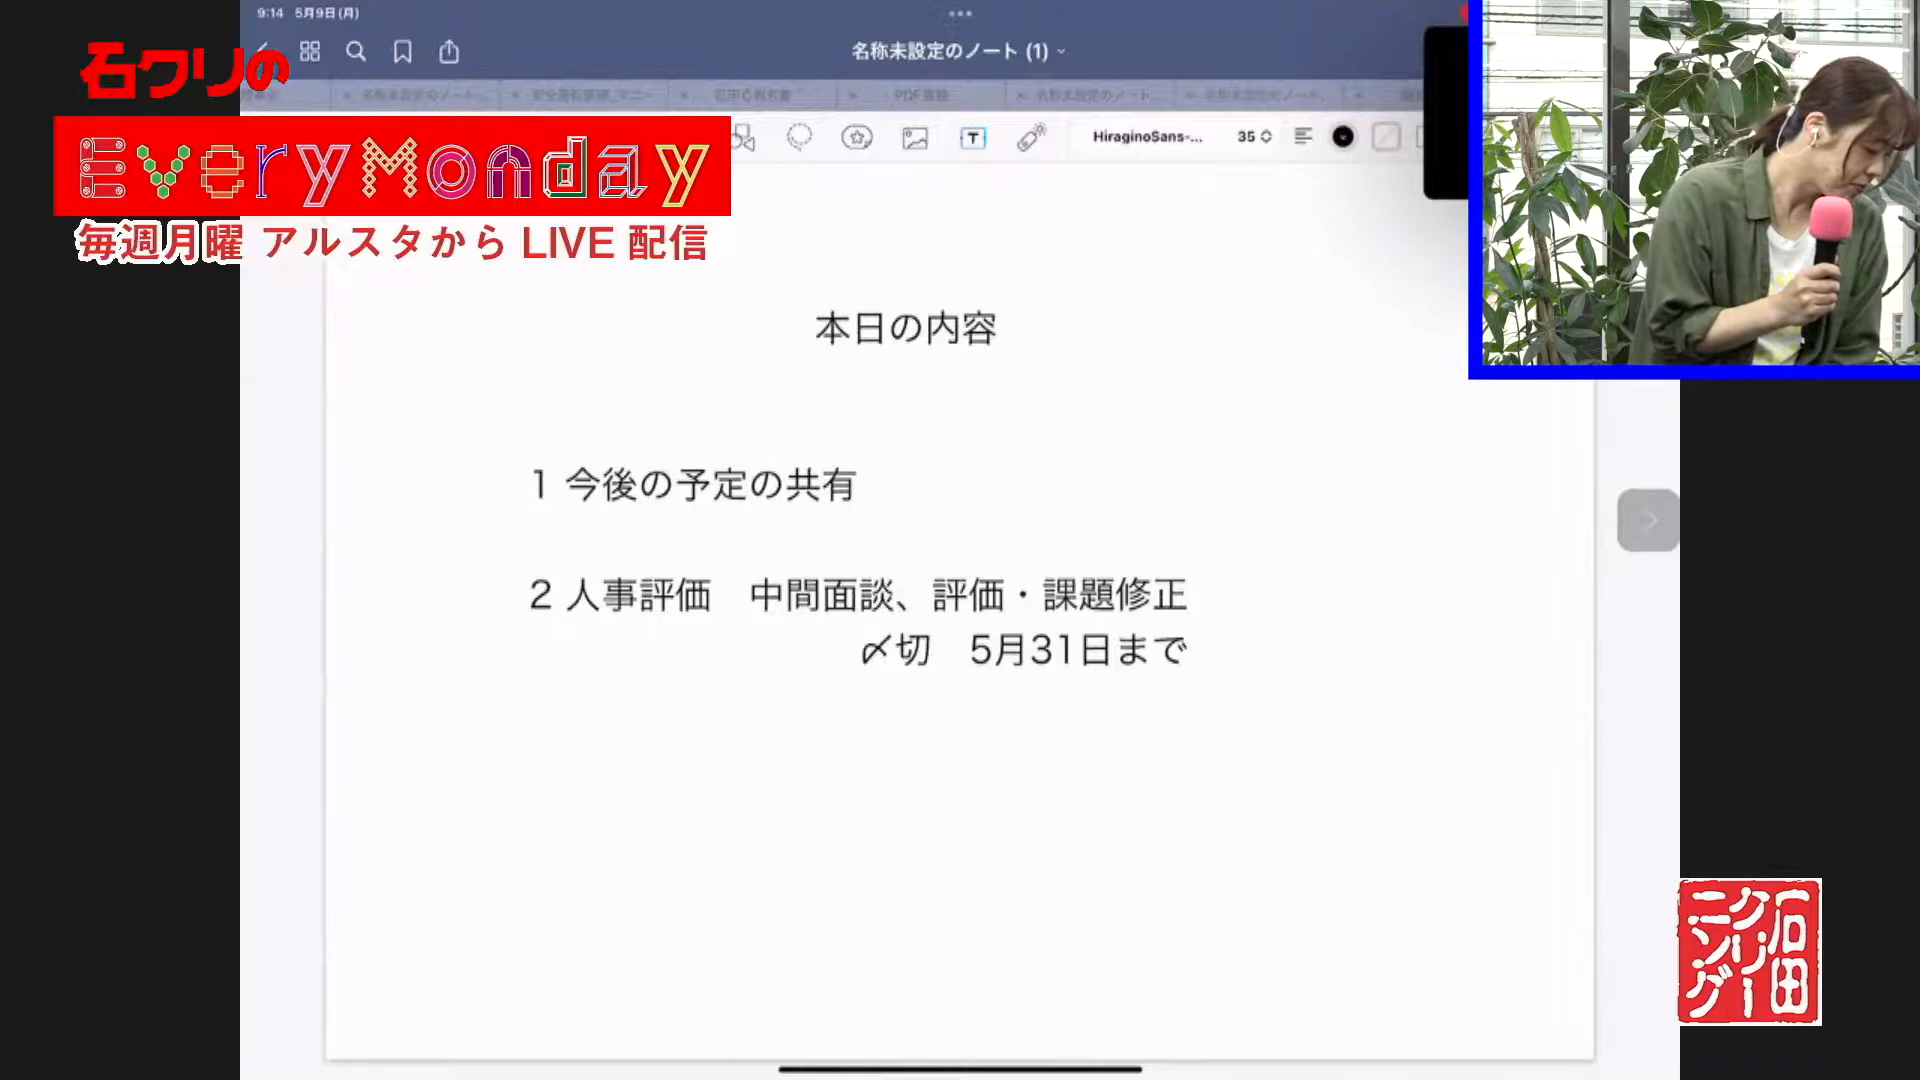 9:14 5月9日(月)
名称未設定のノート (1)
石クリの
EveryMonday
毎週月曜 アルスタから LIVE 配信
PDF
HiraginoSans-...
35
本日の内容
1 今後の予定の共有
2 人事評価　中間面談、評価・課題修正
〆切　5月31日まで
石田
クリー
ニング